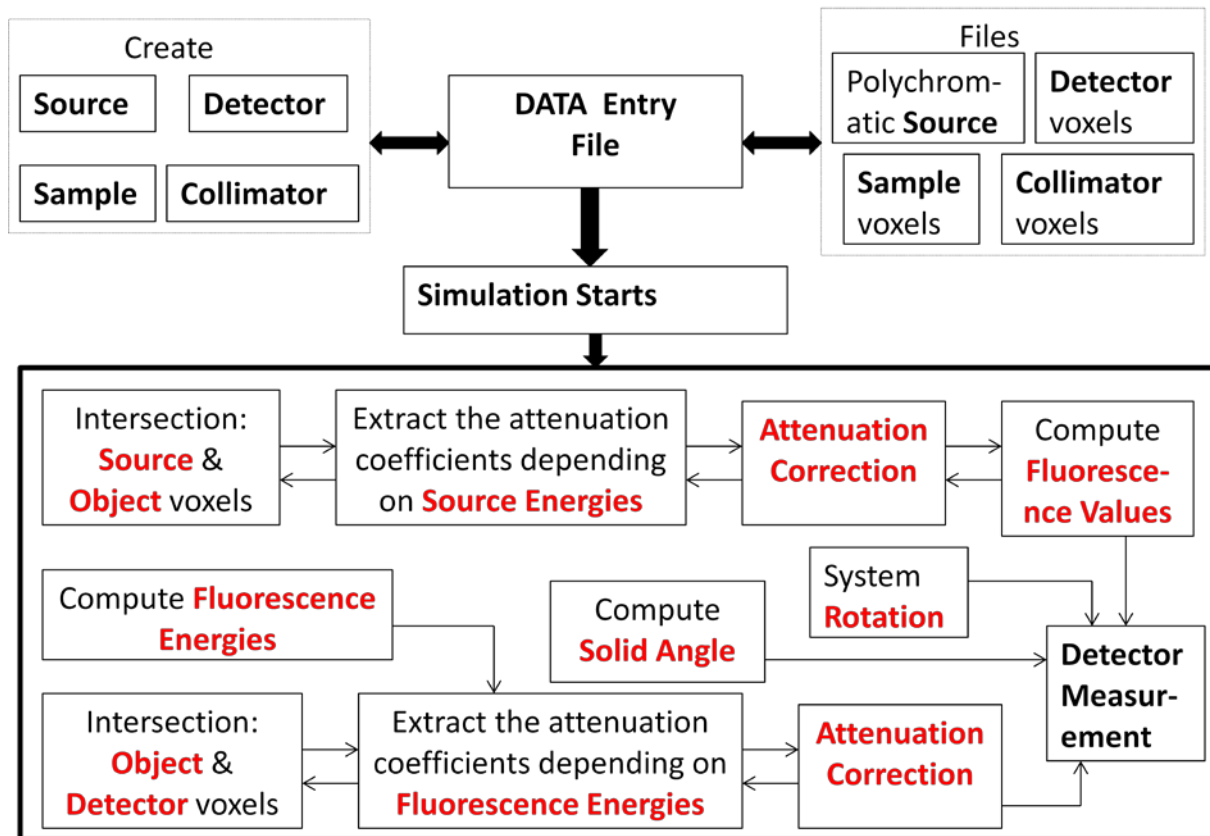 Create
Source
Detector
Sample
Collimator
DATA Entry
File
Files
Polychrom-
atic Source
Detector
voxels
Sample
voxels
Collimator
voxels
Simulation Starts
Intersection:
Source &
Object voxels
Extract the attenuation
coefficients depending
on Source Energies
Attenuation
Correction
Compute
Fluoresce-
nce Values
Compute Fluorescence
Energies
Compute
Solid Angle
System
Rotation
Detector
Measur-
ement
Intersection:
Object &
Detector voxels
Extract the attenuation
coefficients depending on
Fluorescence Energies
Attenuation
Correction